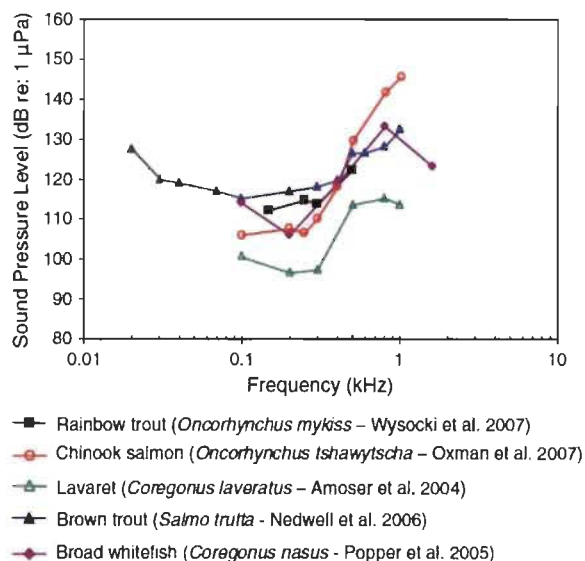 160
150
140
130
120
110
100
90
80
Sound Pressure Level (dB re: 1 µPa)
0.01 0.1 1 10
Frequency (kHz)
Rainbow trout (Oncorhynchus mykiss – Wysocki et al. 2007)
Chinook salmon (Oncorhynchus tshawytscha – Oxman et al. 2007)
Lavaret (Coregonus lavaretus – Amoser et al. 2004)
Brown trout (Salmo trutta - Nedwell et al. 2006)
Broad whitefish (Coregonus nasus - Popper et al. 2005)